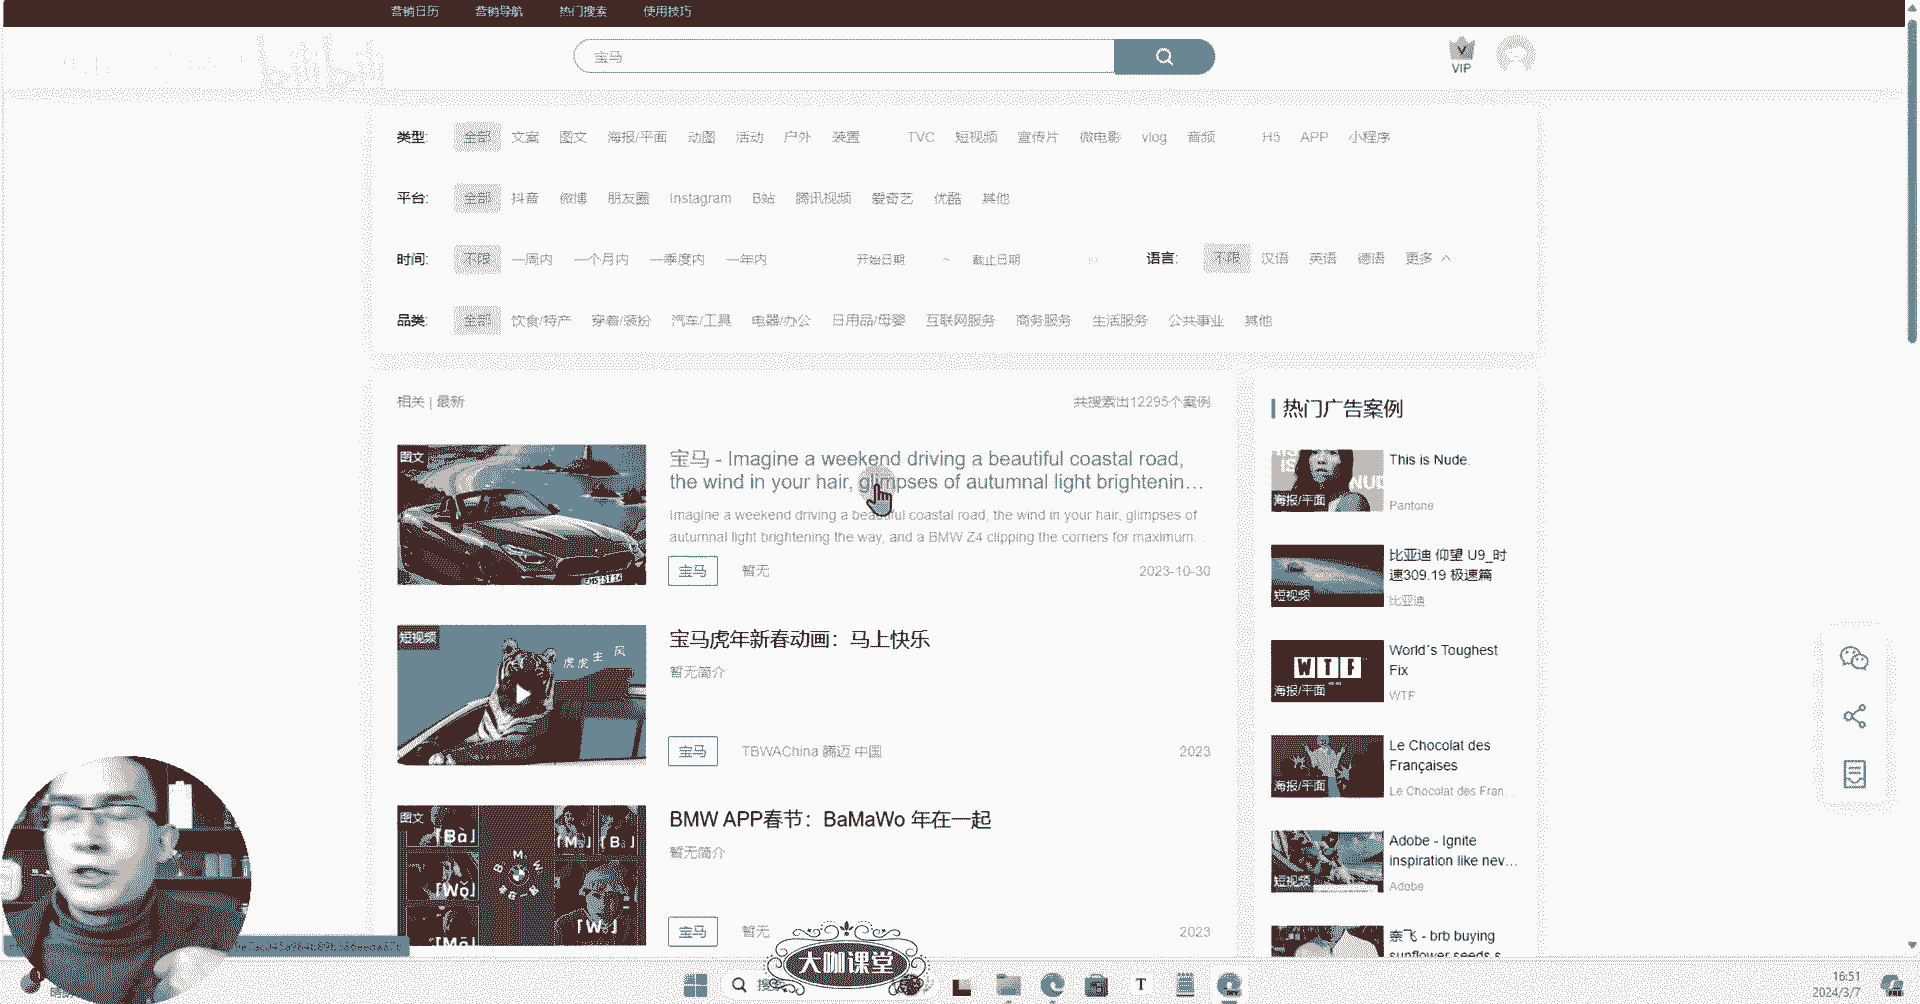 营销日历 营销导航 热门搜索 使用技巧
bilibili
宝马
VIP
类型: 全部 文案 图文 海报/平面 动图 活动 户外 装置 TVC 短视频 宣传片 微电影 vlog 音频 H5 APP 小程序
平台: 全部 抖音 微博 朋友圈 Instagram B站 腾讯视频 爱奇艺 优酷 其他
时间: 不限 一周内 一个月内 一季度内 一年内 开始日期 ~ 截止日期 语言: 不限 汉语 英语 德语 更多
品类: 全部 饮食/特产 穿着/装扮 汽车/工具 电器/办公 日用品/母婴 互联网服务 商务服务 生活服务 公共事业 其他
相关 | 最新
共搜索出12295个案例
图文
宝马 - Imagine a weekend driving a beautiful coastal road,
the wind in your hair, glimpses of autumnal light brightenin...
Imagine a weekend driving a beautiful coastal road, the wind in your hair, glimpses of
autumnal light brightening the way, and a BMW Z4 clipping the corners for maximum...
宝马 暂无 2023-10-30
短视频
虎虎生风
宝马虎年新春动画：马上快乐
暂无简介
宝马 TBWAChina 腾迈 中国 2023
图文
「Bà」
「Wǒ」
BMW APP春节：BaMaWo 年在一起
暂无简介
宝马 暂无 2023
热门广告案例
海报/平面
This is Nude.
Pantone
短视频
比亚迪 仰望 U9_时
速309.19 极速篇
比亚迪
WTF
海报/平面
World´s Toughest
Fix
WTF
海报/平面
Le Chocolat des
Françaises
Le Chocolat des Fran...
短视频
Adobe - Ignite
inspiration like nev...
Adobe
奈飞 - brb buying
sunflower seeds s
大咖课堂
T
DEV
16:51
2024/3/7